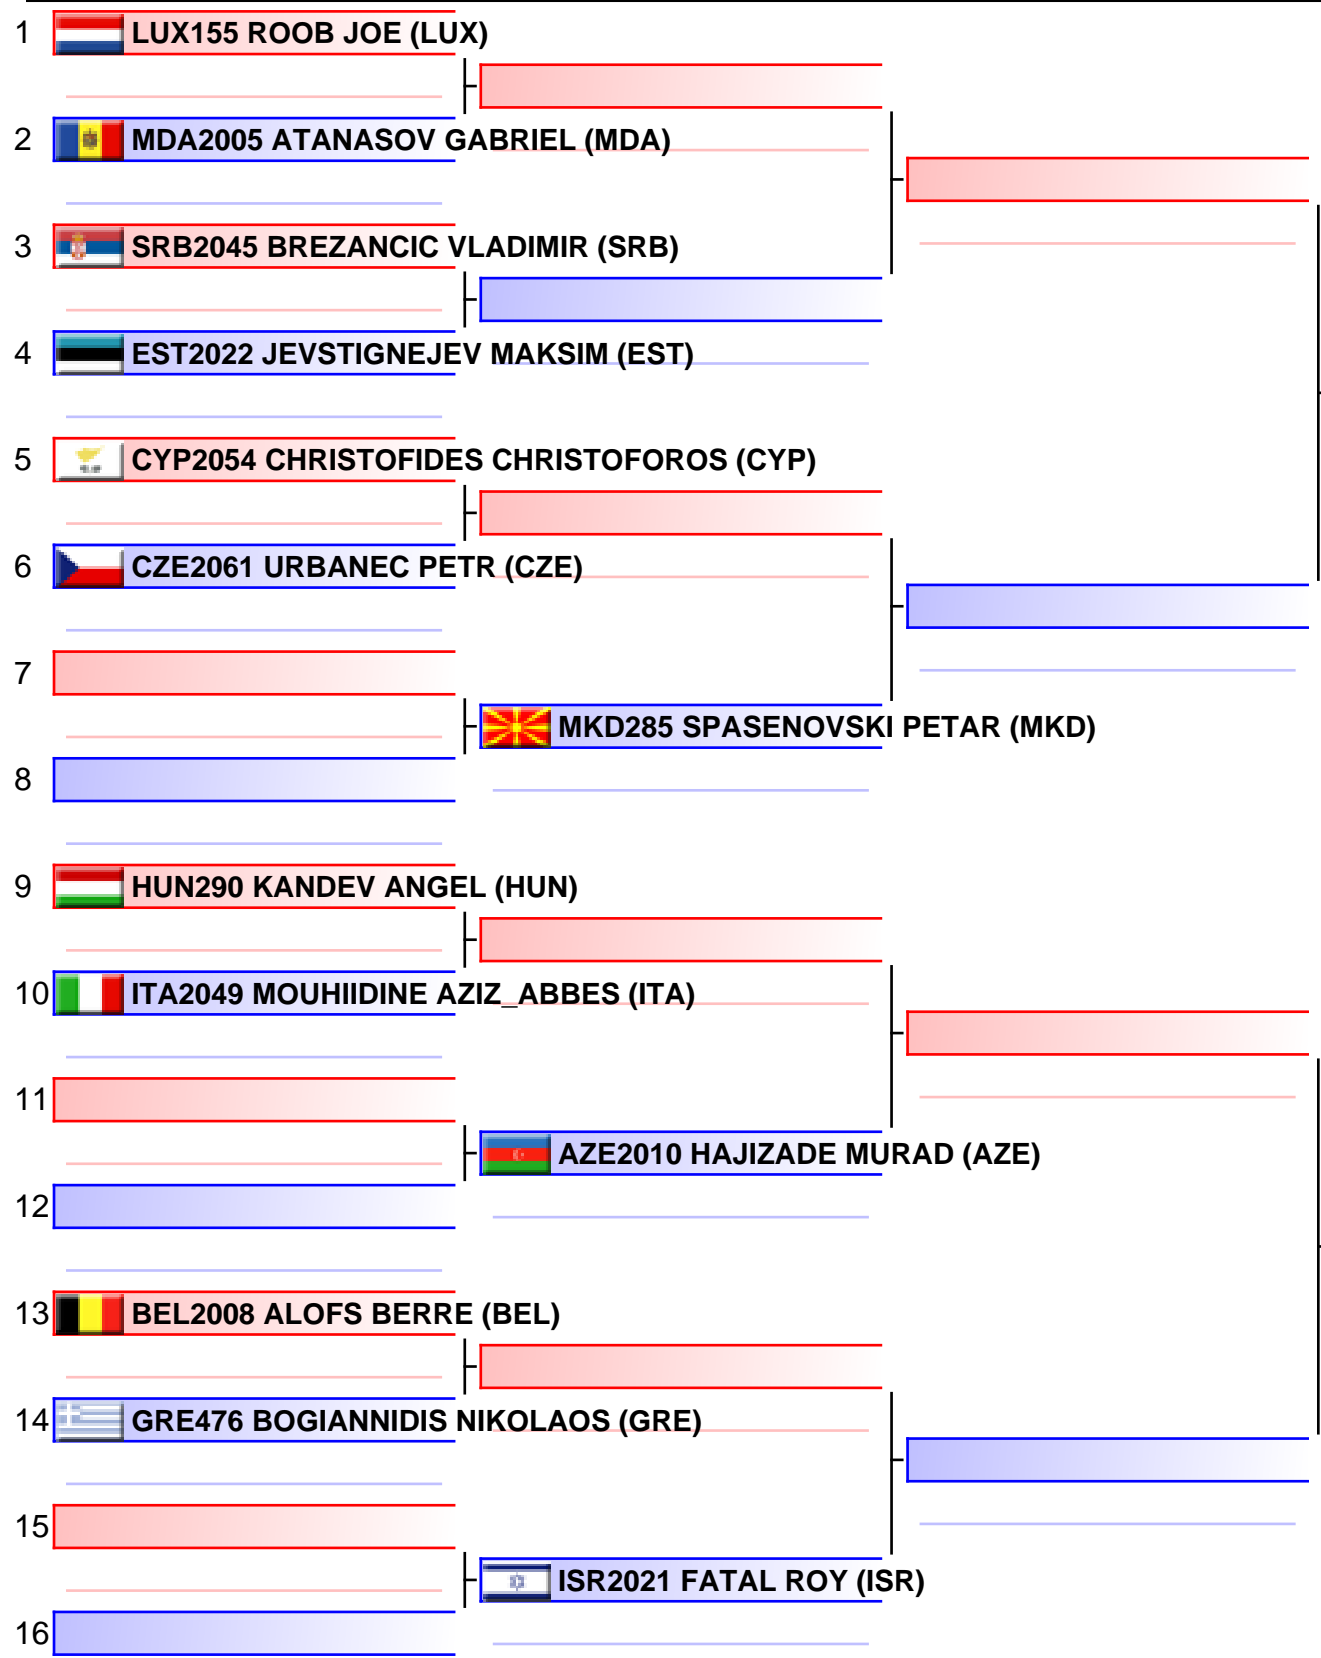 1 LUX155 ROOB JOE (LUX)
2 MDA2005 ATANASOV GABRIEL (MDA)
3 SRB2045 BREZANCIC VLADIMIR (SRB)
4 EST2022 JEVSTIGNEJEV MAKSIM (EST)
5 CYP2054 CHRISTOFIDES CHRISTOFOROS (CYP)
6 CZE2061 URBANEC PETR (CZE)
7
MKD285 SPASENOVSKI PETAR (MKD)
8
9 HUN290 KANDEV ANGEL (HUN)
10 ITA2049 MOUHIIDINE AZIZ_ABBES (ITA)
11
AZE2010 HAJIZADE MURAD (AZE)
12
13 BEL2008 ALOFS BERRE (BEL)
14 GRE476 BOGIANNIDIS NIKOLAOS (GRE)
15
ISR2021 FATAL ROY (ISR)
16